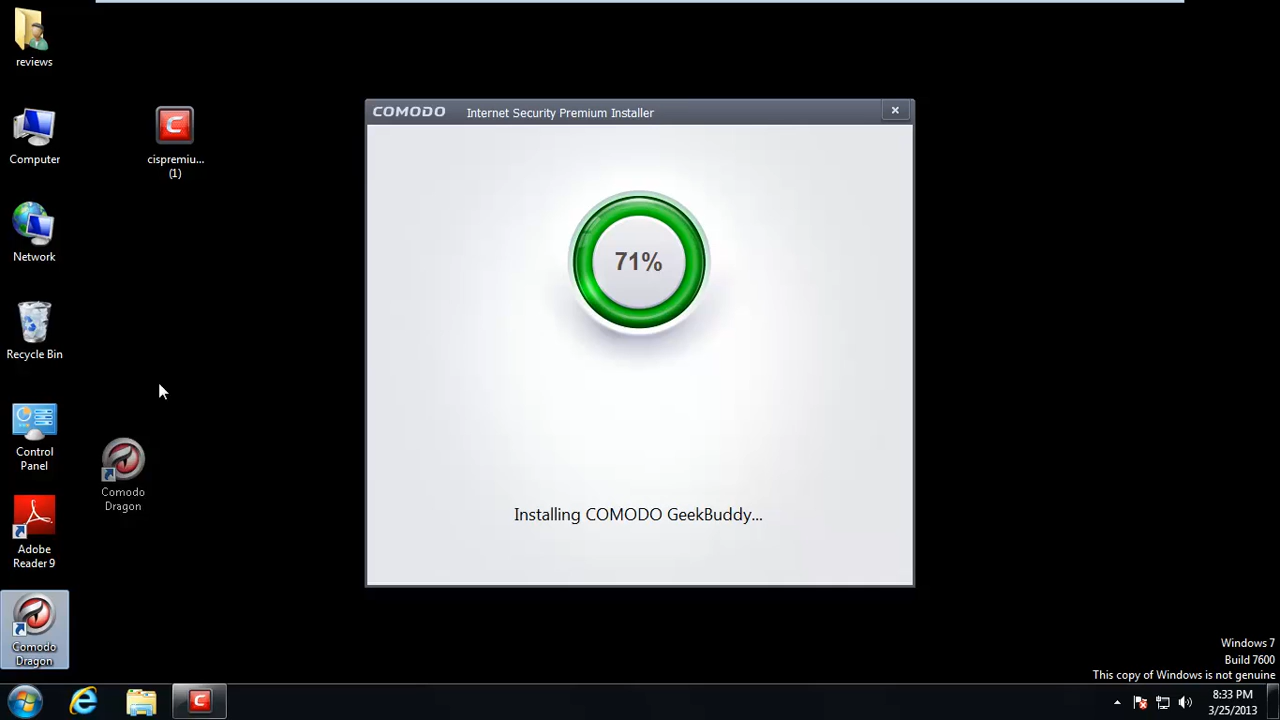 reviews
Computer
cispremiu...
(1)
Network
Recycle Bin
Control
Panel
Comodo
Dragon
Adobe
Reader 9
Comodo
Dragon
COMODO Internet Security Premium Installer
71%
Installing COMODO GeekBuddy...
Windows 7
Build 7600
This copy of Windows is not genuine
8:33 PM
3/25/2013